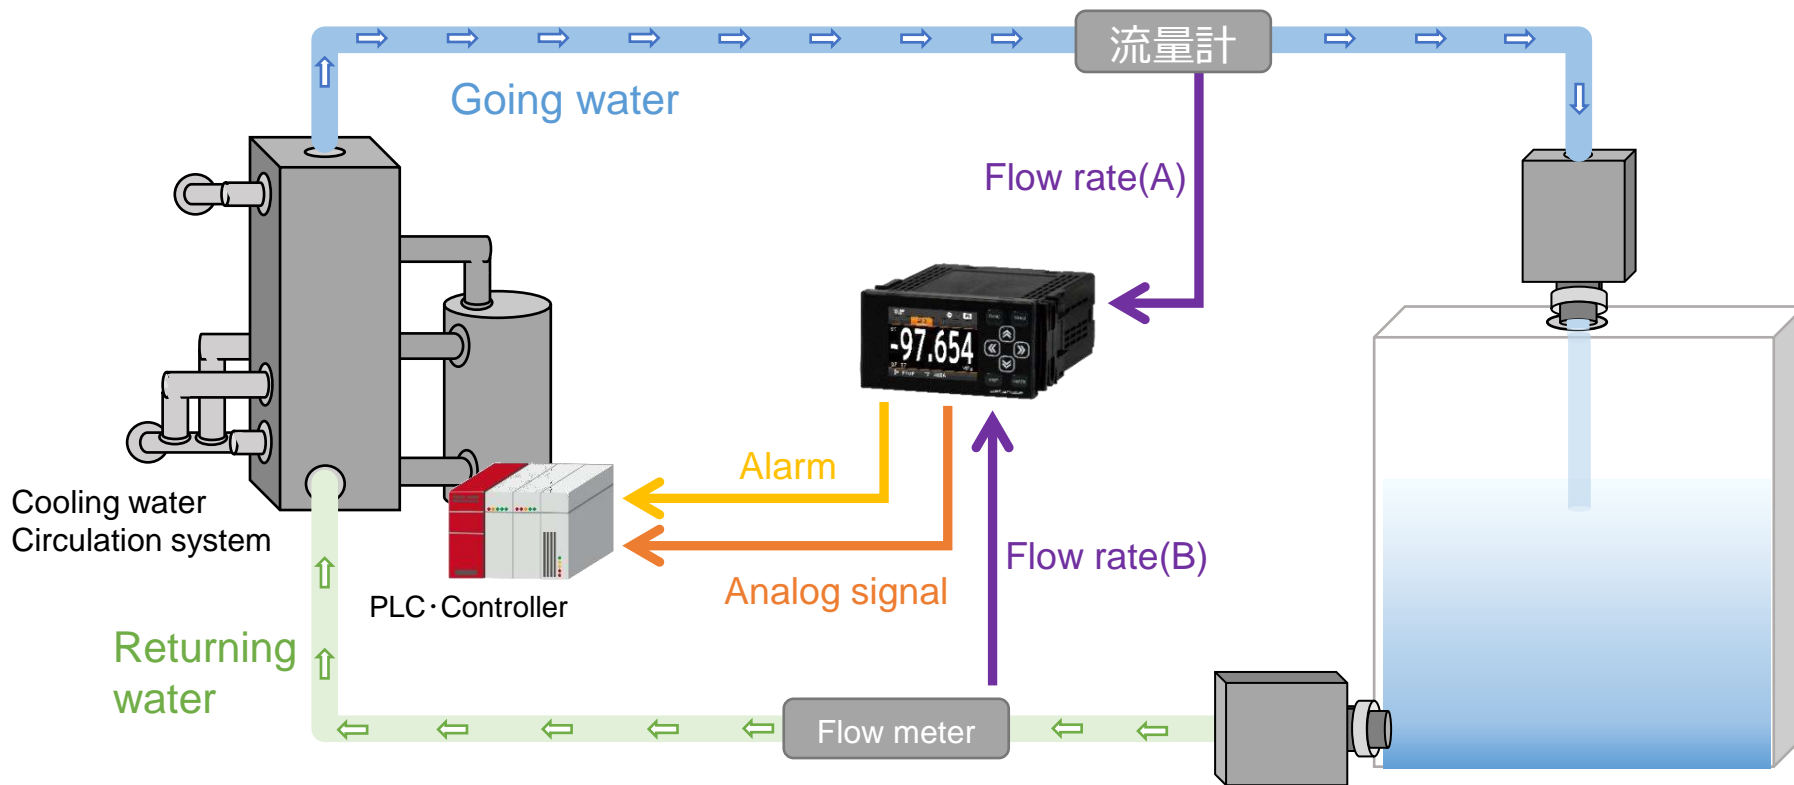 流量計
Going water
Flow rate(A)
-97.654
Alarm
Cooling water
Circulation system
Flow rate(B)
Analog signal
PLC・Controller
Returning
water
Flow meter